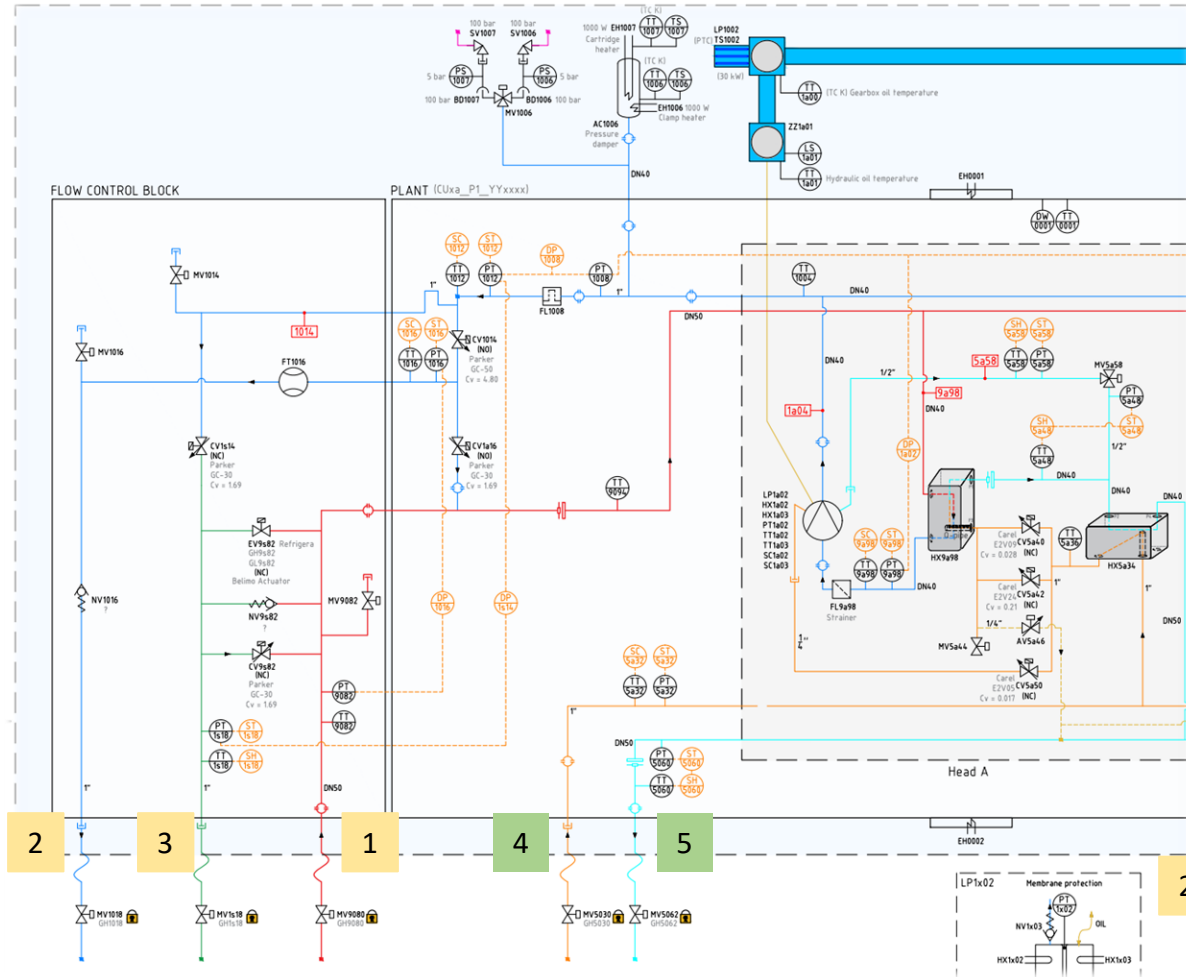 100 bar
SV1007
100 bar
SV1006
5 bar
PS
1007
PS
1006
5 bar
100 bar BD1007
BD1006 100 bar
MV1006
(TC K)
1000 W EH1007
Cartridge
heater
TT
1007
TS
1007
(TC K)
TT
1006
TS
1006
EH1006 1000 W
Clamp heater
AC1006
Pressure
damper
DN40
LP1002
(PTC) TS1002
(30 kW)
TT
1a00
(TC K) Gearbox oil temperature
ZZ1a01
LS
1a01
TT
1a01
Hydraulic oil temperature
EH0001
DW
0001
TT
0001
FLOW CONTROL BLOCK
PLANT (CUxa__P1_YYxxxx)
MV1014
1"
1014
MV1016
FT1016
SC
1016
ST
1016
TT
1016
PT
1016
SC
1012
ST
1012
TT
1012
PT
1012
DP
1008
PT
1008
FL1008
1"
DN50
TT
1004
DN40
CV1014
(NO)
Parker
GC-50
Cv = 4.80
CV1s14
(NC)
Parker
GC-30
Cv = 1.69
CV1a16
(NO)
Parker
GC-30
Cv = 1.69
TT
9094
EV9s82 Refrigera
GH9s82
GL9s82
(NC)
Belimo Actuator
NV1016
?
NV9s82
?
MV9082
CV9s82
(NC)
Parker
GC-30
Cv = 1.69
PT
9082
TT
9082
DP
1016
DP
1s14
PT
1s18
ST
1s18
TT
1s18
SH
1s18
1"
1"
DN50
DN40
1/2"
5a58
SH
5a58
ST
5a58
TT
5a58
PT
5a58
MV5a58
PT
5a48
9a98
DN40
1a04
DP
1a02
SH
5a48
ST
5a48
TT
5a48
1/2"
DN40
DN40
LP1a02
HX1a02
HX1a03
PT1a02
TT1a02
TT1a03
SC1a02
SC1a03
SC
9a98
ST
9a98
TT
9a98
PT
9a98
FL9a98
Strainer
DN40
HX9a98
Carel
E2V09
Cv = 0.028
CV5a40
(NC)
TT
5a36
HX5a34
Carel
E2V24
Cv = 0.21
CV5a42
(NC)
1"
1"
DN50
1/4"
AV5a46
MV5a44
1/4"
Carel
E2V05
Cv = 0.017
CV5a50
(NC)
SC
5a32
ST
5a32
TT
5a32
PT
5a32
1"
DN50
PT
5060
ST
5060
TT
5060
SH
5060
Head A
EH0002
2
3
1
4
5
2
MV1018
GH1018
MV1s18
GH1s18
MV9080
GH9080
MV5030
GH5030
MV5062
GH5062
LP1x02
Membrane protection
PT
1x02
NV1x03
OIL
HX1x02
HX1x03